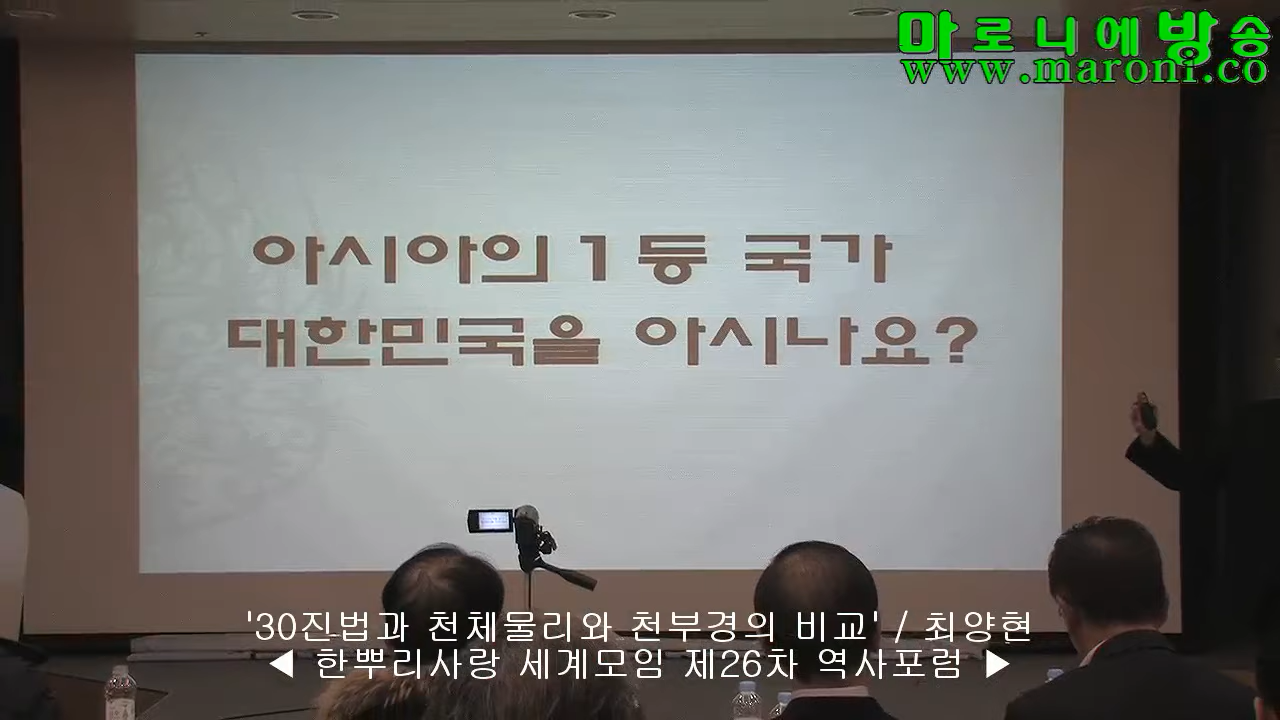 마로니에방송
www.maroni.co
아시아의 1등 국가
대한민국을 아시나요?
'30진법과 천체물리와 천부경의 비교' / 최양현
◀ 한뿌리사랑 세계모임 제26차 역사포럼 ▶